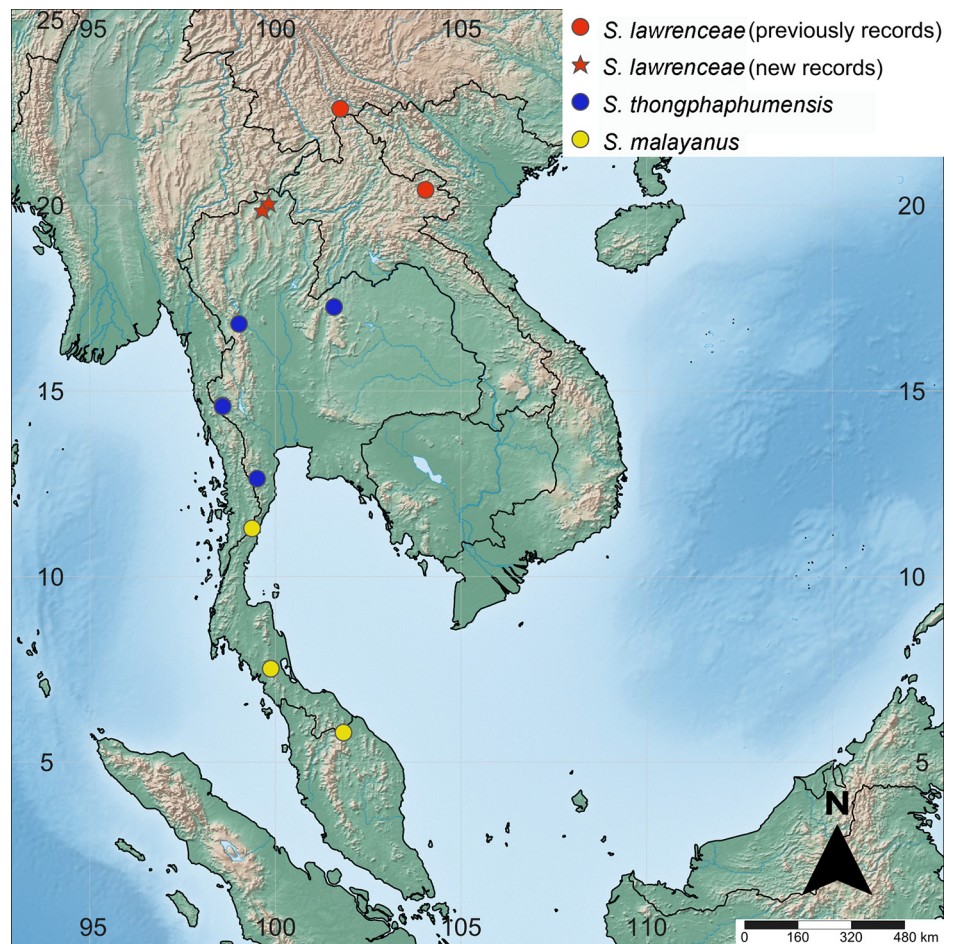 25 95 100 105
S. lawrenceae (previously records)
S. lawrenceae (new records)
S. thongphaphumensis
S. malayanus
20 20
15 15
10 10
5 5
N
95 100 105 110
0 160 320 480 km